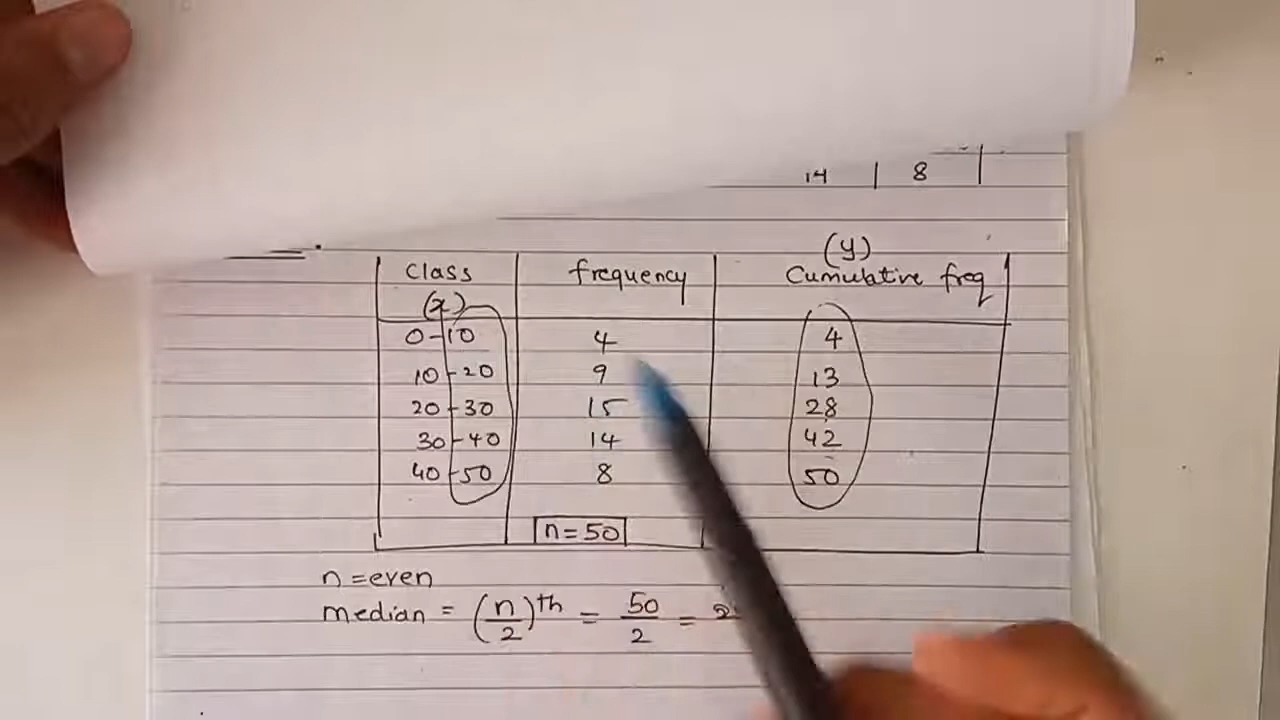 14 | 8
(y)
Class frequency Cumulative freq
(x)
0-10 4 4
10-20 9 13
20-30 15 28
30-40 14 42
40-50 8 50
n=50
n=even
median = (n/2)th = 50/2 =